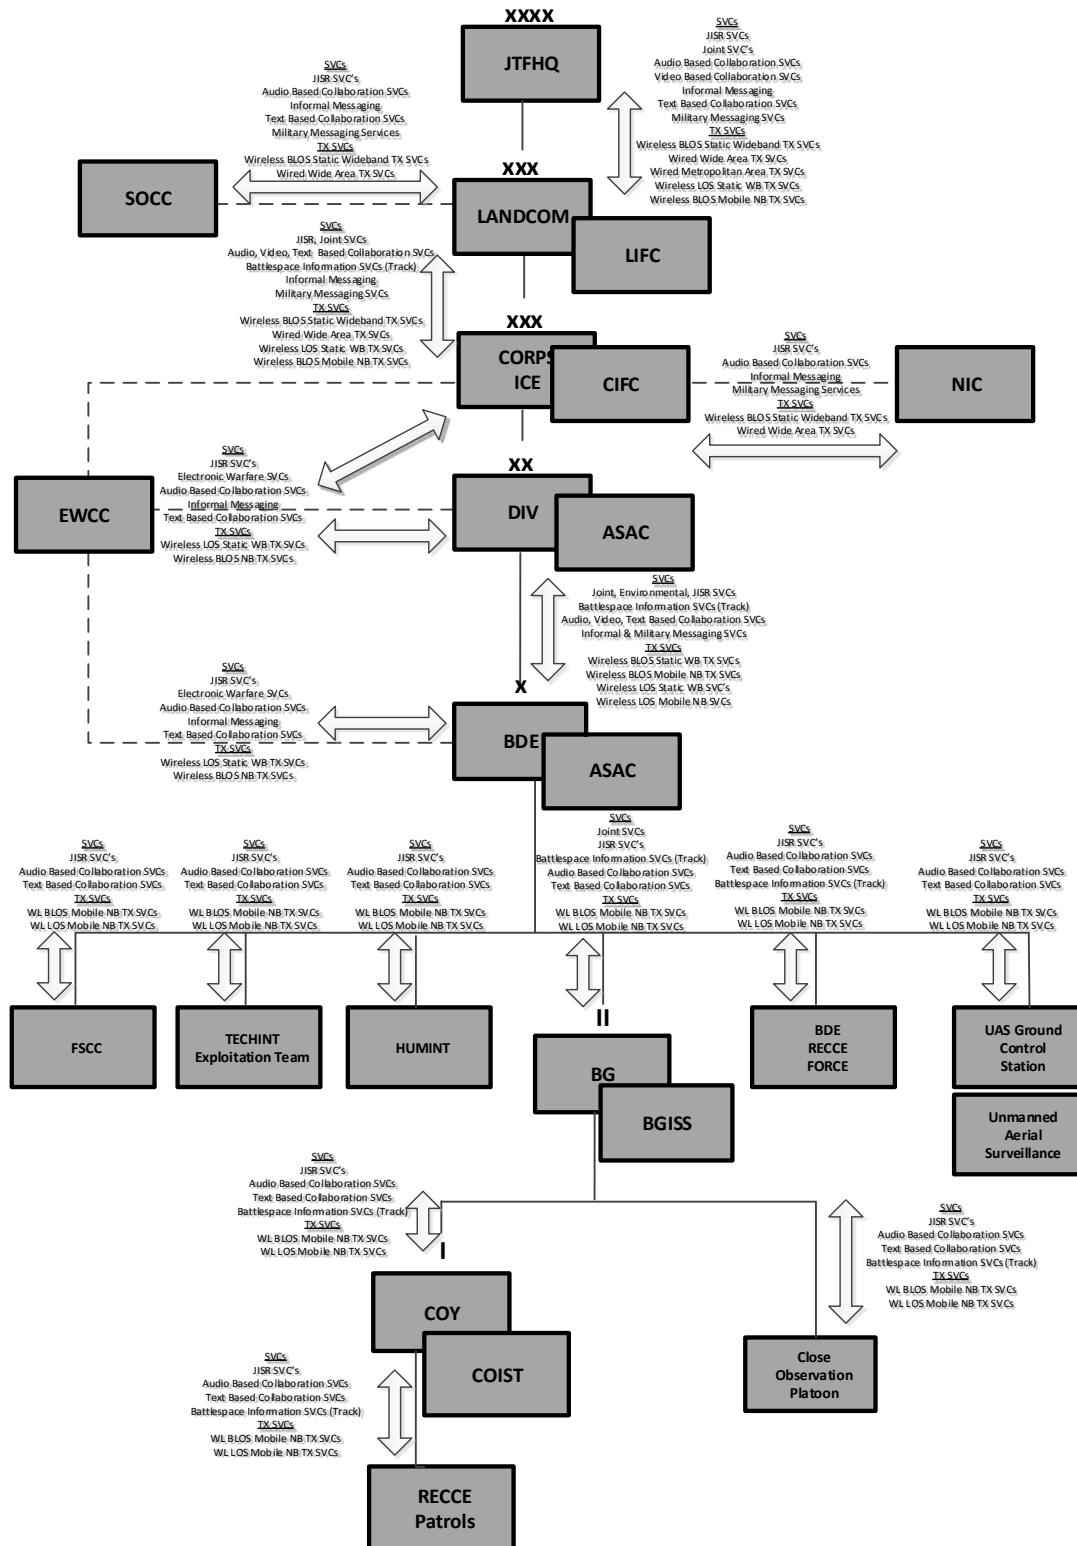 XXXX
JTFHQ
SVCs
JISR SVCs
Joint SVC's
Audio Based Collaboration SVCs
Video Based Collaboration SVCs
Informal Messaging
Text Based Collaboration SVCs
Military Messaging SVCs
TX SVCs
Wireless BLOS Static Wideband TX SVCs
Wired Wide Area TX SVCs
Wired Metropolitan Area TX SVCs
Wireless LOS Static WB TX SVCs
Wireless BLOS Mobile NB TX SVCs
SVCs
JISR SVC's
Audio Based Collaboration SVCs
Informal Messaging
Text Based Collaboration SVCs
Military Messaging Services
TX SVCs
Wireless BLOS Static Wideband TX SVCs
Wired Wide Area TX SVCs
SOCC
XXX
LANDCOM
LIFC
SVCs
JISR, Joint SVCs
Audio, Video, Text Based Collaboration SVCs
Battlespace Information SVCs (Track)
Informal Messaging
Military Messaging SVCs
TX SVCs
Wireless BLOS Static Wideband TX SVCs
Wired Wide Area TX SVCs
Wireless LOS Static WB TX SVCs
Wireless BLOS Mobile NB TX SVCs
XXX
CORPS
ICE
CIFC
SVCs
JISR SVC's
Audio Based Collaboration SVCs
Informal Messaging
Military Messaging Services
TX SVCs
Wireless BLOS Static Wideband TX SVCs
Wired Wide Area TX SVCs
NIC
EWCC
SVCs
JISR SVC's
Electronic Warfare SVCs
Audio Based Collaboration SVCs
Informal Messaging
Text Based Collaboration SVCs
TX SVCs
Wireless LOS Static WB TX SVCs
Wireless BLOS NB TX SVCs
XX
DIV
ASAC
SVCs
Joint, Environmental, JISR SVCs
Battlespace Information SVCs (Track)
Audio, Video, Text Based Collaboration SVCs
Informal & Military Messaging SVCs
TX SVCs
Wireless BLOS Static WB TX SVCs
Wireless BLOS Mobile NB TX SVCs
Wireless LOS Static WB SVC's
Wireless LOS Mobile NB SVCs
SVCs
JISR SVC's
Electronic Warfare SVCs
Audio Based Collaboration SVCs
Informal Messaging
Text Based Collaboration SVCs
TX SVCs
Wireless LOS Static WB TX SVCs
Wireless BLOS NB TX SVCs
X
BDE
ASAC
SVCs
JISR SVC's
Audio Based Collaboration SVCs
Text Based Collaboration SVCs
TX SVCs
WL BLOS Mobile NB TX SVCs
WL LOS Mobile NB TX SVCs
SVCs
JISR SVC's
Audio Based Collaboration SVCs
Text Based Collaboration SVCs
TX SVCs
WL BLOS Mobile NB TX SVCs
WL LOS Mobile NB TX SVCs
SVCs
JISR SVC's
Audio Based Collaboration SVCs
Text Based Collaboration SVCs
TX SVCs
WL BLOS Mobile NB TX SVCs
WL LOS Mobile NB TX SVCs
SVCs
Joint SVCs
JISR SVC's
Battlespace Information SVCs (Track)
Audio Based Collaboration SVCs
Text Based Collaboration SVCs
TX SVCs
WL BLOS Mobile NB TX SVCs
WL LOS Mobile NB TX SVCs
SVCs
JISR SVC's
Audio Based Collaboration SVCs
Text Based Collaboration SVCs
Battlespace Information SVCs (Track)
TX SVCs
WL BLOS Mobile NB TX SVCs
WL LOS Mobile NB TX SVCs
SVCs
JISR SVC's
Audio Based Collaboration SVCs
Text Based Collaboration SVCs
TX SVCs
WL BLOS Mobile NB TX SVCs
WL LOS Mobile NB TX SVCs
FSCC
TECHINT
Exploitation Team
HUMINT
II
BG
BGISS
BDE
RECCE
FORCE
UAS Ground
Control
Station
Unmanned
Aerial
Surveillance
SVCs
JISR SVC's
Audio Based Collaboration SVCs
Text Based Collaboration SVCs
Battlespace Information SVCs (Track)
TX SVCs
WL BLOS Mobile NB TX SVCs
WL LOS Mobile NB TX SVCs
SVCs
JISR SVC's
Audio Based Collaboration SVCs
Text Based Collaboration SVCs
Battlespace Information SVCs (Track)
TX SVCs
WL BLOS Mobile NB TX SVCs
WL LOS Mobile NB TX SVCs
I
COY
COIST
Close
Observation
Platoon
SVCs
JISR SVC's
Audio Based Collaboration SVCs
Text Based Collaboration SVCs
Battlespace Information SVCs (Track)
TX SVCs
WL BLOS Mobile NB TX SVCs
WL LOS Mobile NB TX SVCs
RECCE
Patrols